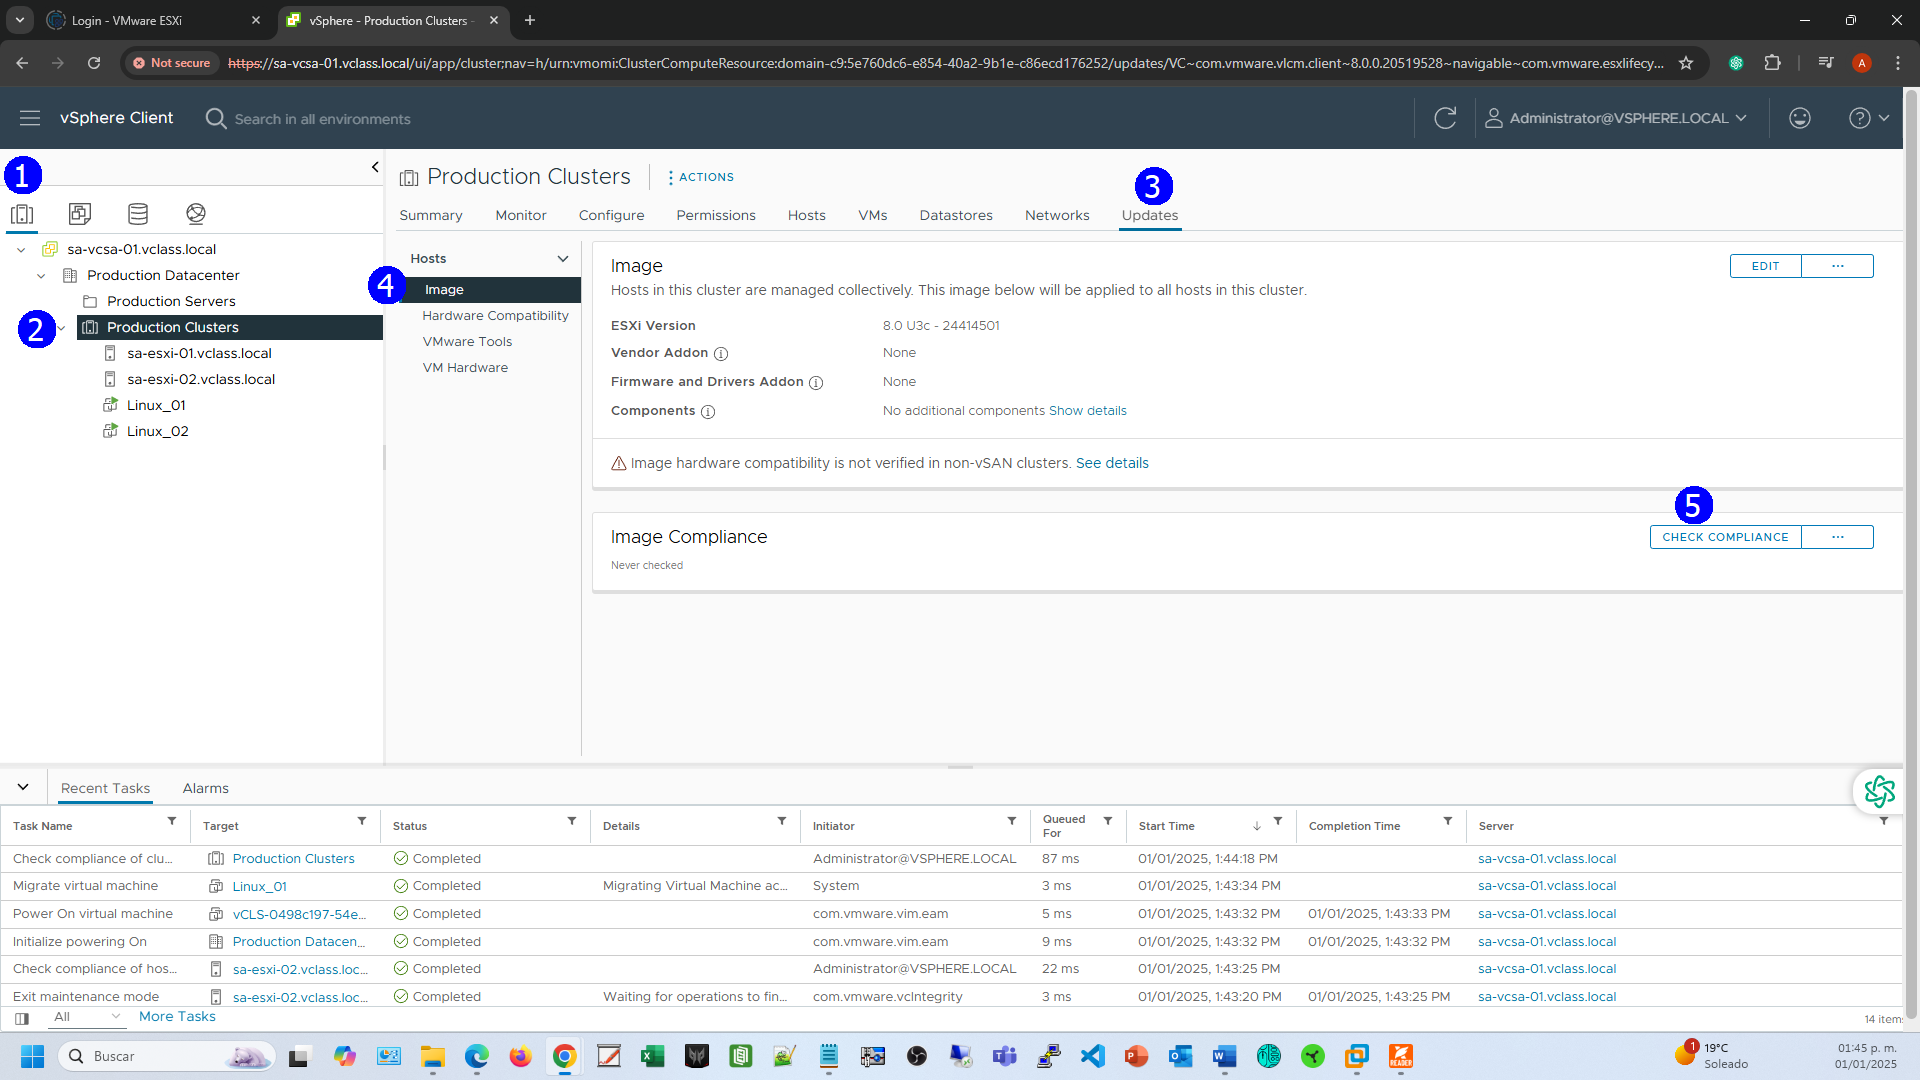 Login - VMware ESXi
vSphere - Production Clusters -
Not secure
https://sa-vcsa-01.vclass.local/ui/app/cluster;nav=h/urn:vmomi:ClusterComputeResource:domain-c9:5e760dc6-e854-40a2-9b1e-c86ecd176252/updates/VC~com.vmware.vlcm.client~8.0.0.20519528~navigable~com.vmware.esxlifecy...
A
vSphere Client
Search in all environments
Administrator@VSPHERE.LOCAL
?
1
sa-vcsa-01.vclass.local
Production Datacenter
Production Servers
2
Production Clusters
sa-esxi-01.vclass.local
sa-esxi-02.vclass.local
Linux_01
Linux_02
Production Clusters
ACTIONS
3
Summary Monitor Configure Permissions Hosts VMs Datastores Networks Updates
Hosts
4
Image
Hardware Compatibility
VMware Tools
VM Hardware
Image
EDIT ...
Hosts in this cluster are managed collectively. This image below will be applied to all hosts in this cluster.
ESXi Version 8.0 U3c - 24414501
Vendor Addon None
Firmware and Drivers Addon None
Components No additional components Show details
Image hardware compatibility is not verified in non-vSAN clusters. See details
5
Image Compliance
CHECK COMPLIANCE ...
Never checked
Recent Tasks Alarms
Task Name Target Status Details Initiator Queued For Start Time Completion Time Server
Check compliance of clu... Production Clusters Completed Administrator@VSPHERE.LOCAL 87 ms 01/01/2025, 1:44:18 PM sa-vcsa-01.vclass.local
Migrate virtual machine Linux_01 Completed Migrating Virtual Machine ac... System 3 ms 01/01/2025, 1:43:34 PM sa-vcsa-01.vclass.local
Power On virtual machine vCLS-0498c197-54e... Completed com.vmware.vim.eam 5 ms 01/01/2025, 1:43:32 PM 01/01/2025, 1:43:33 PM sa-vcsa-01.vclass.local
Initialize powering On Production Datacen... Completed com.vmware.vim.eam 9 ms 01/01/2025, 1:43:32 PM 01/01/2025, 1:43:32 PM sa-vcsa-01.vclass.local
Check compliance of hos... sa-esxi-02.vclass.loc... Completed Administrator@VSPHERE.LOCAL 22 ms 01/01/2025, 1:43:25 PM sa-vcsa-01.vclass.local
Exit maintenance mode sa-esxi-02.vclass.loc... Completed Waiting for operations to fin... com.vmware.vcIntegrity 3 ms 01/01/2025, 1:43:20 PM 01/01/2025, 1:43:25 PM sa-vcsa-01.vclass.local
All More Tasks
14 items
Buscar
READER
1
19°C
Soleado
01:45 p. m.
01/01/2025